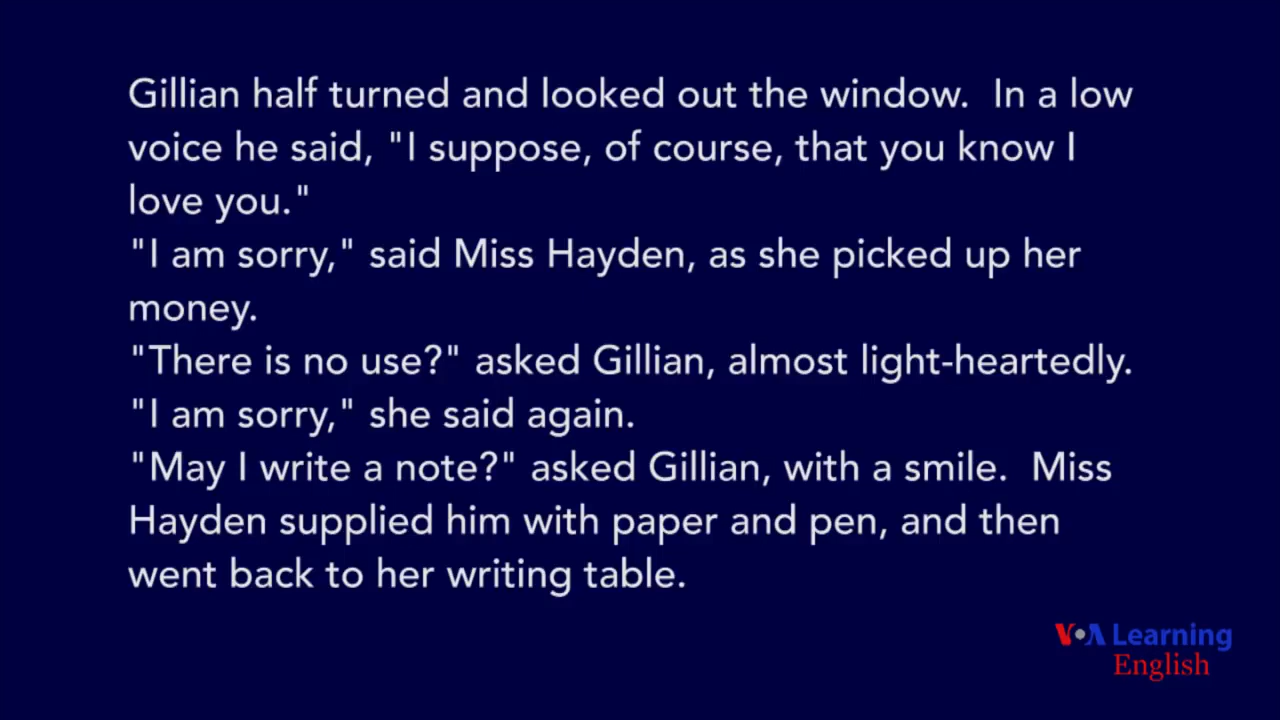 Gillian half turned and looked out the window.  In a low
voice he said, "I suppose, of course, that you know I
love you."
"I am sorry," said Miss Hayden, as she picked up her
money.
"There is no use?" asked Gillian, almost light-heartedly.
"I am sorry," she said again.
"May I write a note?" asked Gillian, with a smile.  Miss
Hayden supplied him with paper and pen, and then
went back to her writing table.
VOA Learning
English